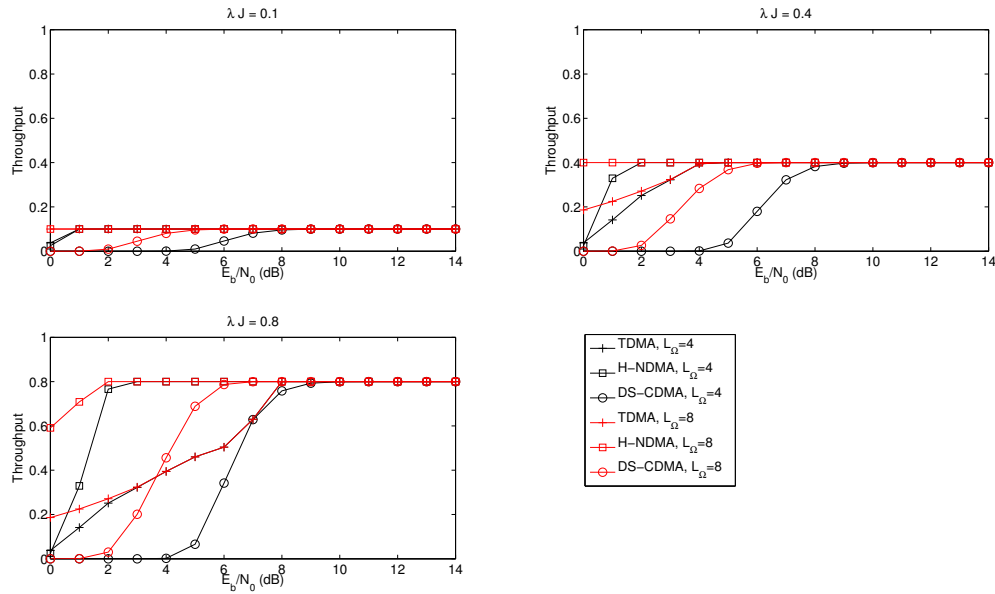 λ J = 0.1
1
0.8
0.6
0.4
0.2
0
Throughput
0 2 4 6 8 10 12 14
E_b/N_0 (dB)
λ J = 0.4
1
0.8
0.6
0.4
0.2
0
Throughput
0 2 4 6 8 10 12 14
E_b/N_0 (dB)
λ J = 0.8
1
0.8
0.6
0.4
0.2
0
Throughput
0 2 4 6 8 10 12 14
E_b/N_0 (dB)
TDMA, L_Ω=4
H−NDMA, L_Ω=4
DS−CDMA, L_Ω=4
TDMA, L_Ω=8
H−NDMA, L_Ω=8
DS−CDMA, L_Ω=8